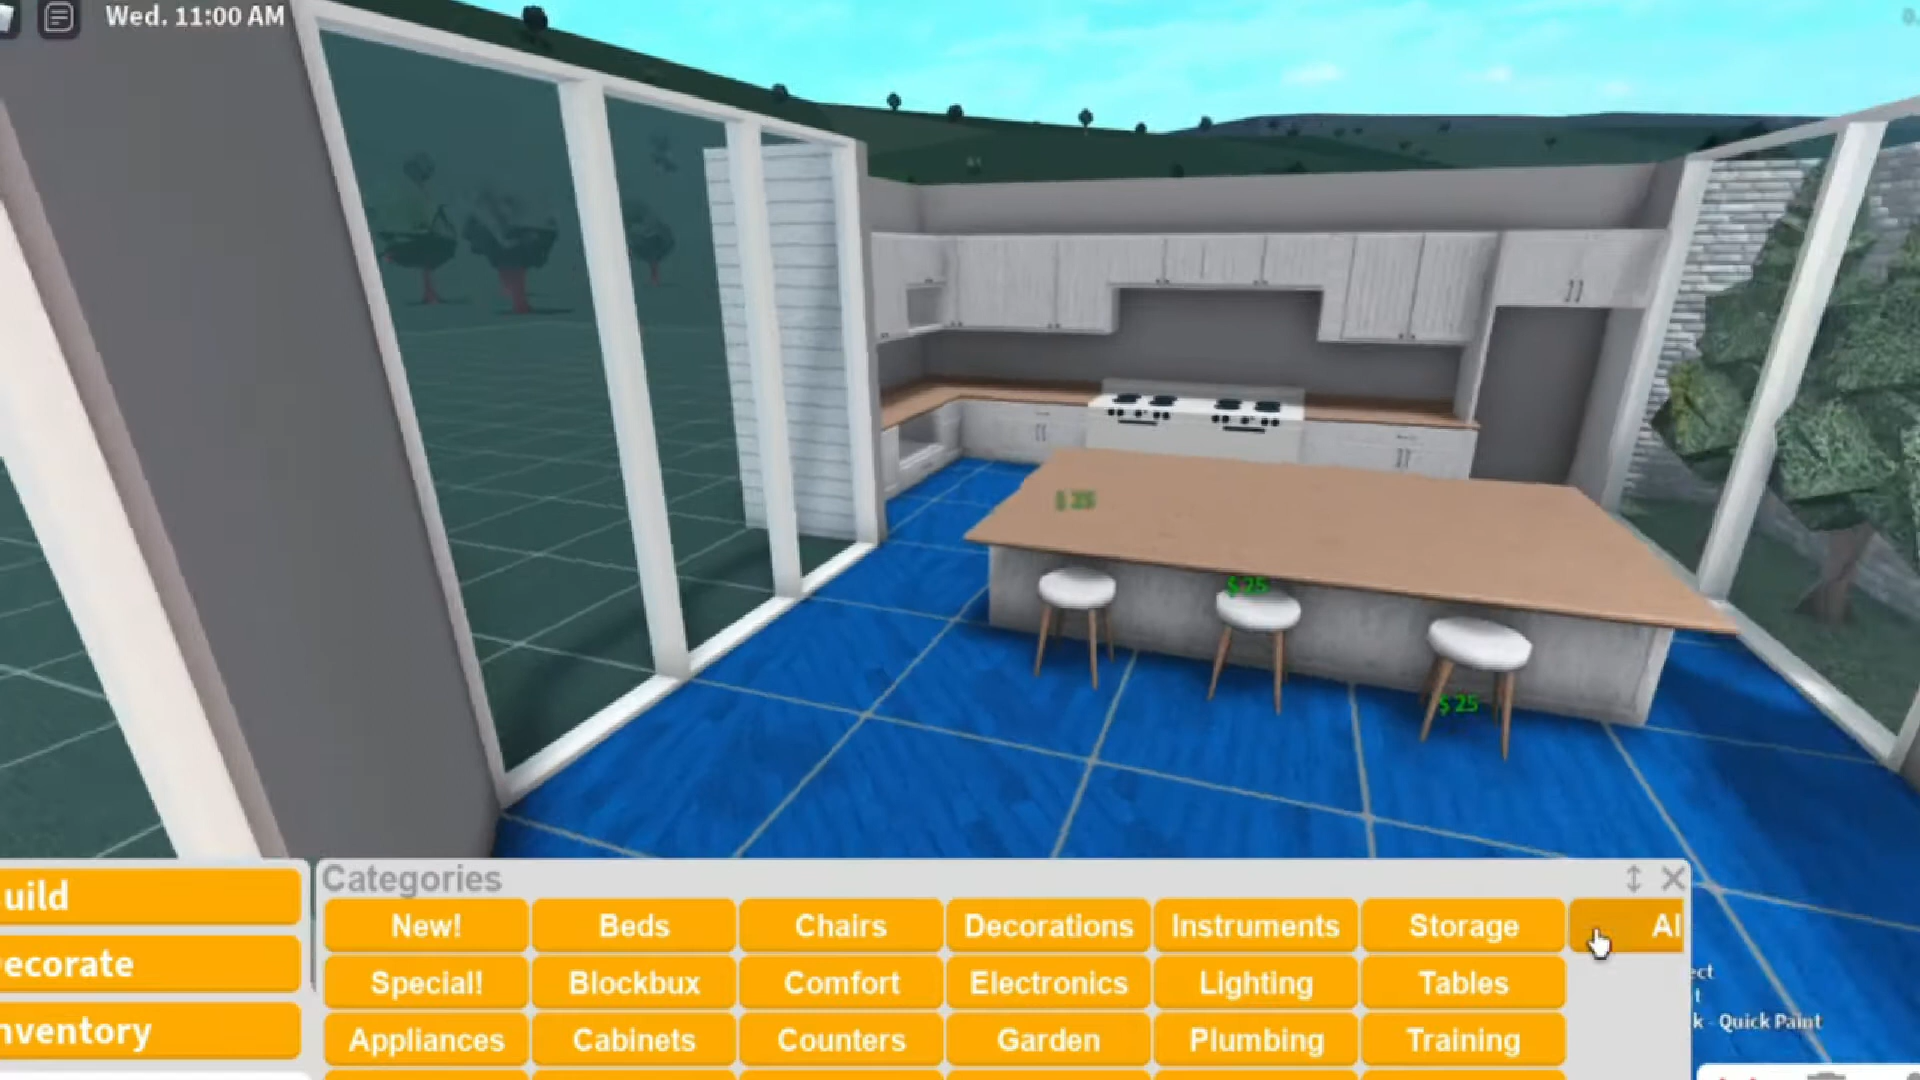 Wed. 11:00 AM
$ 25
$ 25
$ 25
uild
ecorate
nventory
Categories
New! Beds Chairs Decorations Instruments Storage Al
Special! Blockbux Comfort Electronics Lighting Tables
Appliances Cabinets Counters Garden Plumbing Training
ect
t
k - Quick Paint